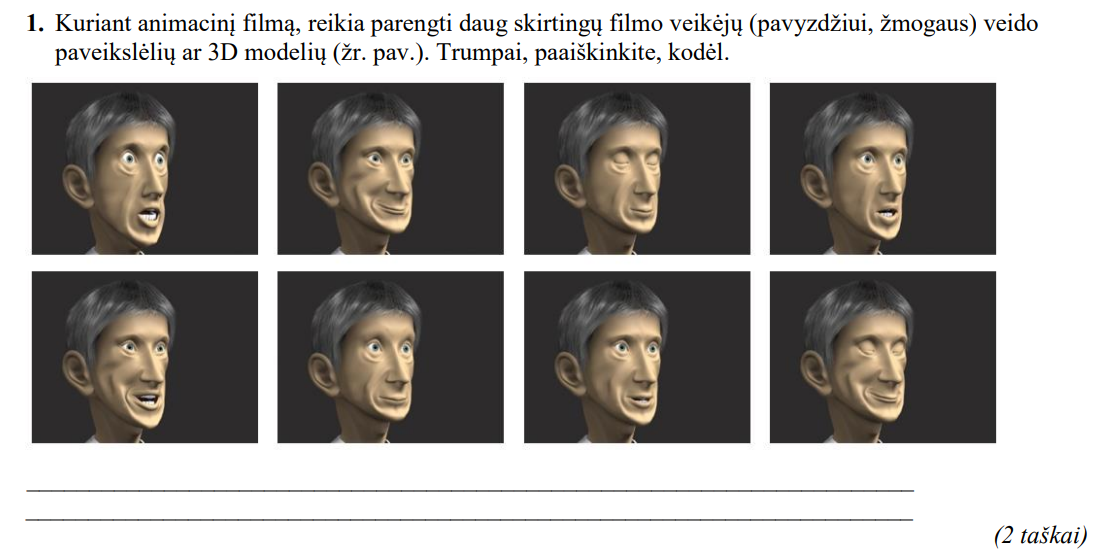 1. Kuriant animacinį filmą, reikia parengti daug skirtingų filmo veikėjų (pavyzdžiui, žmogaus) veido
paveikslėlių ar 3D modelių (žr. pav.). Trumpai, paaiškinkite, kodėl.
(2 taškai)